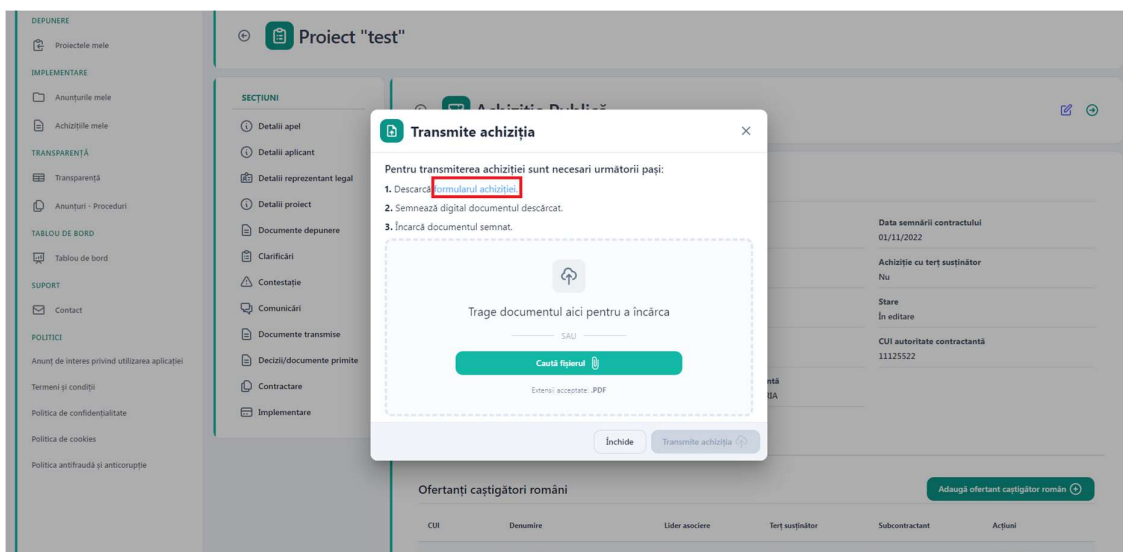 DEPUNERE
Proiectele mele
IMPLEMENTARE
Anunțurile mele
Achizițiile mele
TRANSPARENȚĂ
Transparență
Anunțuri - Proceduri
TABLOU DE BORD
Tablou de bord
SUPORT
Contact
POLITICI
Anunț de interes privind utilizarea aplicației
Termeni și condiții
Politica de confidențialitate
Politica de cookies
Politica antifraudă și anticorupție
Proiect "test"
SECȚIUNI
Detalii apel
Detalii aplicant
Detalii reprezentant legal
Detalii proiect
Documente depunere
Clarificări
Contestație
Comunicări
Documente transmise
Decizii/documente primite
Contractare
Implementare
Achiziție Publică
Transmite achiziția
Pentru transmiterea achiziției sunt necesari următorii pași:
1. Descarcă formularul achiziției.
2. Semnează digital documentul descărcat.
3. Încarcă documentul semnat.
Trage documentul aici pentru a încărca
SAU
Caută fișierul
Extensii acceptate: .PDF
Închide
Transmite achiziția
Data semnării contractului
01/11/2022
Achiziție cu terț susținător
Nu
Stare
În editare
CUI autoritate contractantă
11125522
Ofertanți caștigători români
Adaugă ofertant caștigător român
CUI Denumire Lider asociere Terț susținător Subcontractant Acțiuni